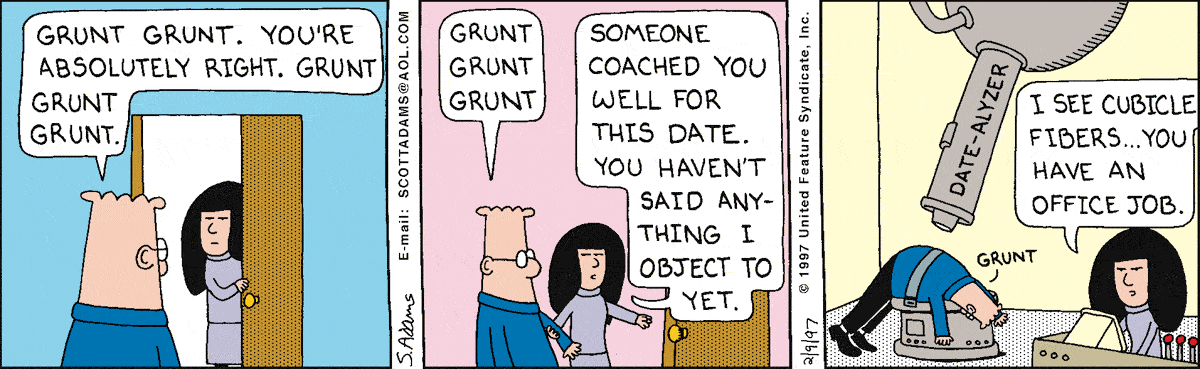 GRUNT GRUNT. YOU'RE
ABSOLUTELY RIGHT. GRUNT
GRUNT
GRUNT.
S.Adams
E-mail: SCOTTADAMS@AOL.COM
GRUNT
GRUNT
GRUNT
SOMEONE
COACHED YOU
WELL FOR
THIS DATE.
YOU HAVEN'T
SAID ANY-
THING I
OBJECT TO
YET.
2/9/97
© 1997 United Feature Syndicate, Inc.
DATE-ALYZER
I SEE CUBICLE
FIBERS...YOU
HAVE AN
OFFICE JOB.
GRUNT